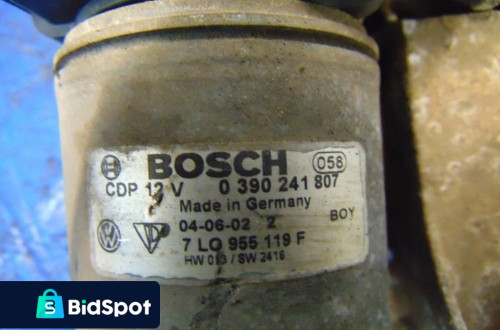 BOSCH 058
CDP 12 V 0 390 241 807
Made in Germany
04-06-02 2 BOY
7 L0 955 119 F
HW 013 / SW 2416
BidSpot